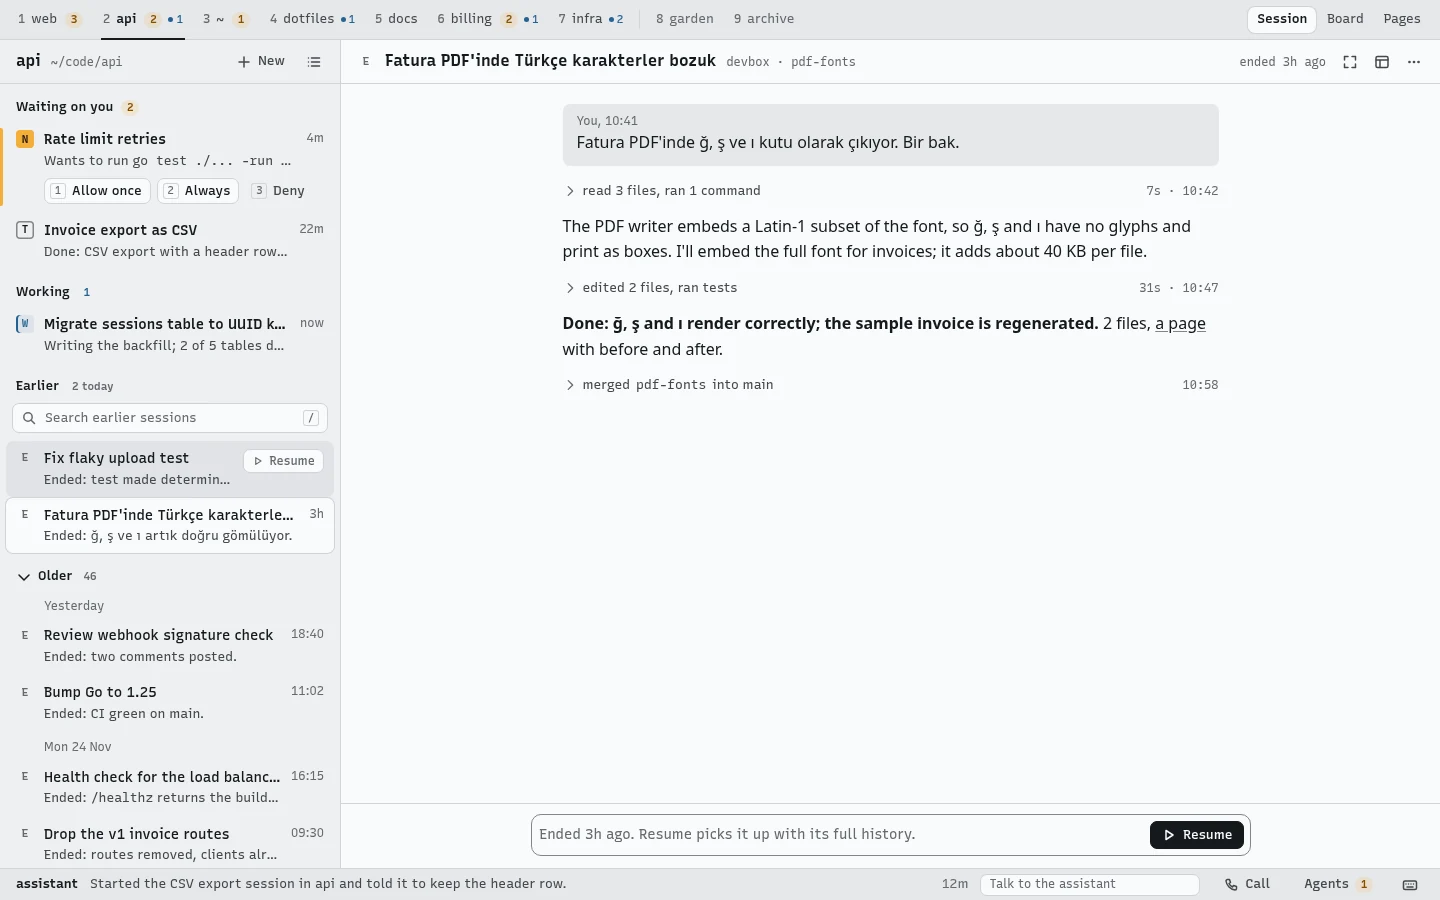 1 web 3 2 api 2 1 3 ~ 1 4 dotfiles 1 5 docs 6 billing 2 1 7 infra 2 8 garden 9 archive Session Board Pages
api ~/code/api + New
E Fatura PDF'inde Türkçe karakterler bozuk devbox · pdf-fonts ended 3h ago
Waiting on you 2
N Rate limit retries 4m
Wants to run go test ./... -run …
1 Allow once 2 Always 3 Deny
T Invoice export as CSV 22m
Done: CSV export with a header row…
Working 1
W Migrate sessions table to UUID k… now
Writing the backfill; 2 of 5 tables d…
Earlier 2 today
Search earlier sessions /
E Fix flaky upload test Resume
Ended: test made determin…
E Fatura PDF'inde Türkçe karakterle… 3h
Ended: ğ, ş ve ı artık doğru gömülüyor.
Older 46
Yesterday
E Review webhook signature check 18:40
Ended: two comments posted.
E Bump Go to 1.25 11:02
Ended: CI green on main.
Mon 24 Nov
E Health check for the load balanc… 16:15
Ended: /healthz returns the build…
E Drop the v1 invoice routes 09:30
Ended: routes removed, clients alr…
You, 10:41
Fatura PDF'inde ğ, ş ve ı kutu olarak çıkıyor. Bir bak.
read 3 files, ran 1 command 7s · 10:42
The PDF writer embeds a Latin-1 subset of the font, so ğ, ş and ı have no glyphs and
print as boxes. I'll embed the full font for invoices; it adds about 40 KB per file.
edited 2 files, ran tests 31s · 10:47
Done: ğ, ş and ı render correctly; the sample invoice is regenerated. 2 files, a page
with before and after.
merged pdf-fonts into main 10:58
Ended 3h ago. Resume picks it up with its full history. Resume
assistant Started the CSV export session in api and told it to keep the header row. 12m Talk to the assistant Call Agents 1